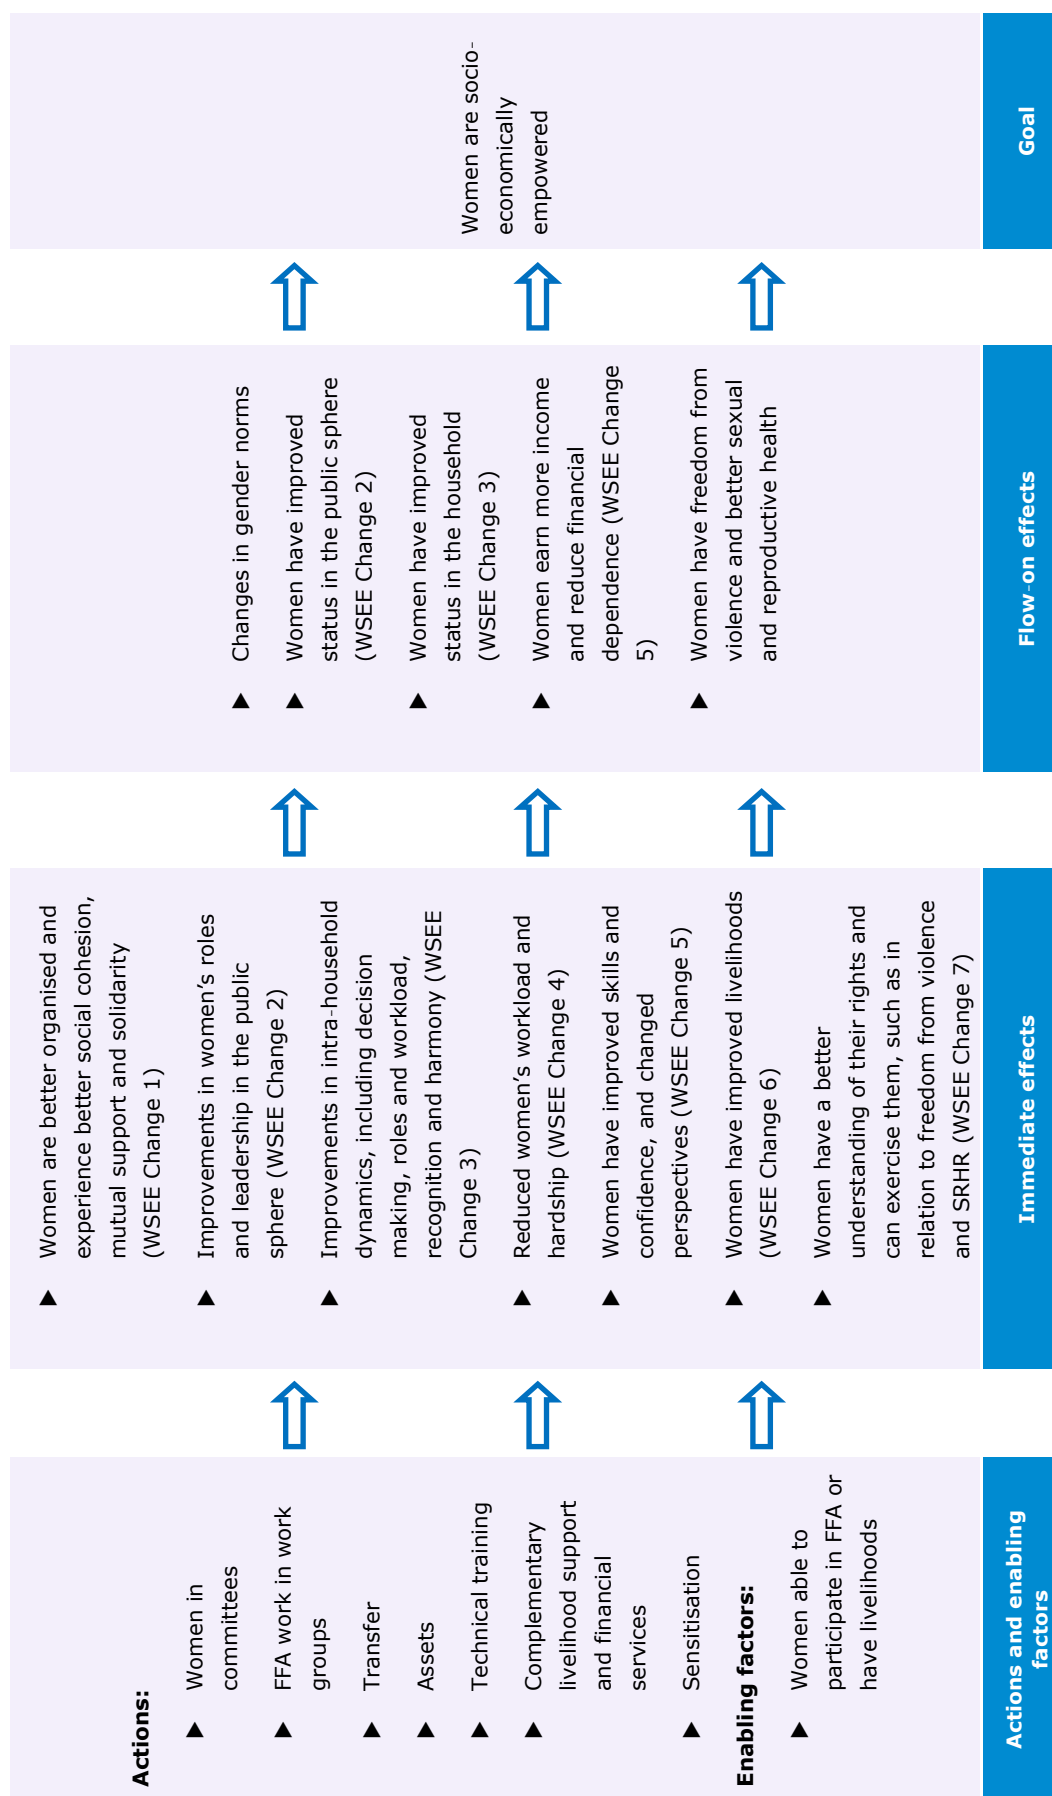 Actions:
▶ Women in
committees
▶ FFA work in work
groups
▶ Transfer
▶ Assets
▶ Technical training
▶ Complementary
livelihood support
and financial
services
▶ Sensitisation
Enabling factors:
▶ Women able to
participate in FFA or
have livelihoods
Actions and enabling
factors
▶ Women are better organised and
experience better social cohesion,
mutual support and solidarity
(WSEE Change 1)
▶ Improvements in women’s roles
and leadership in the public
sphere (WSEE Change 2)
▶ Improvements in intra-household
dynamics, including decision
making, roles and workload,
recognition and harmony (WSEE
Change 3)
▶ Reduced women’s workload and
hardship (WSEE Change 4)
▶ Women have improved skills and
confidence, and changed
perspectives (WSEE Change 5)
▶ Women have improved livelihoods
(WSEE Change 6)
▶ Women have a better
understanding of their rights and
can exercise them, such as in
relation to freedom from violence
and SRHR (WSEE Change 7)
Immediate effects
▶ Changes in gender norms
▶ Women have improved
status in the public sphere
(WSEE Change 2)
▶ Women have improved
status in the household
(WSEE Change 3)
▶ Women earn more income
and reduce financial
dependence (WSEE Change
5)
▶ Women have freedom from
violence and better sexual
and reproductive health
Flow-on effects
Women are socio-
economically
empowered
Goal